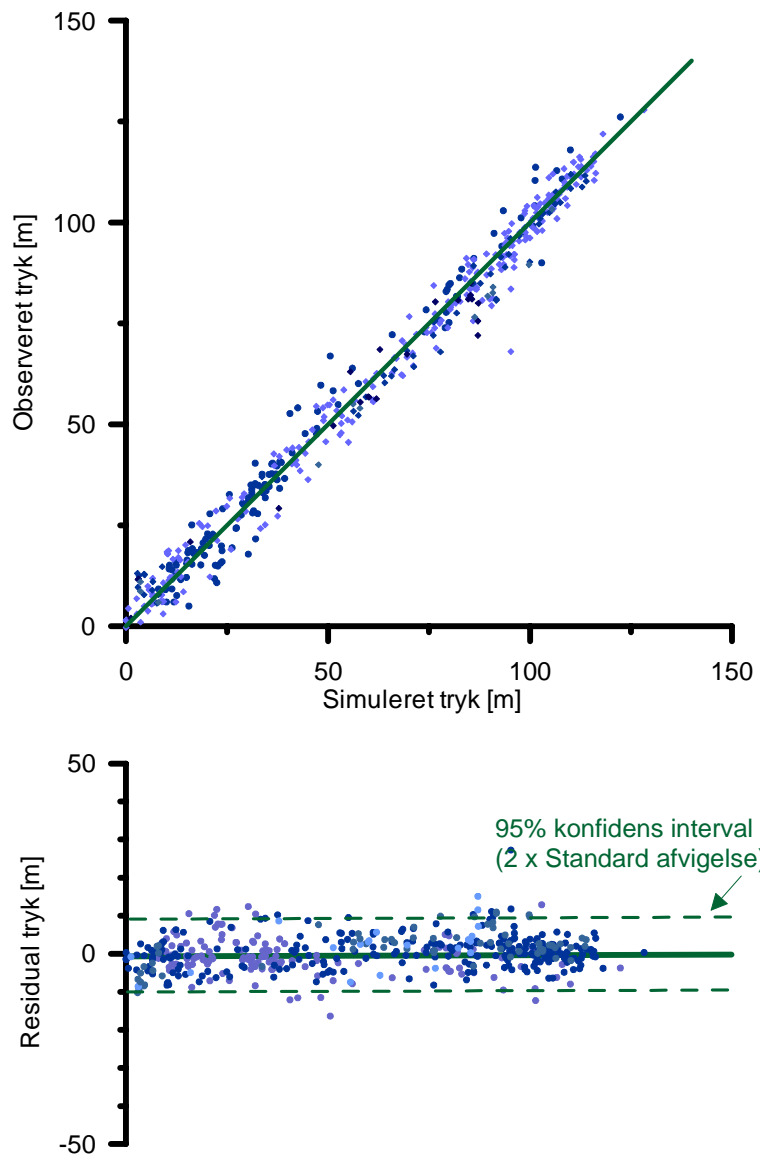 150
100
50
0
Observeret tryk [m]
0 50 100 150
Simuleret tryk [m]
50
0
-50
Residual tryk [m]
95% konfidens interval
(2 x Standard afvigelse)